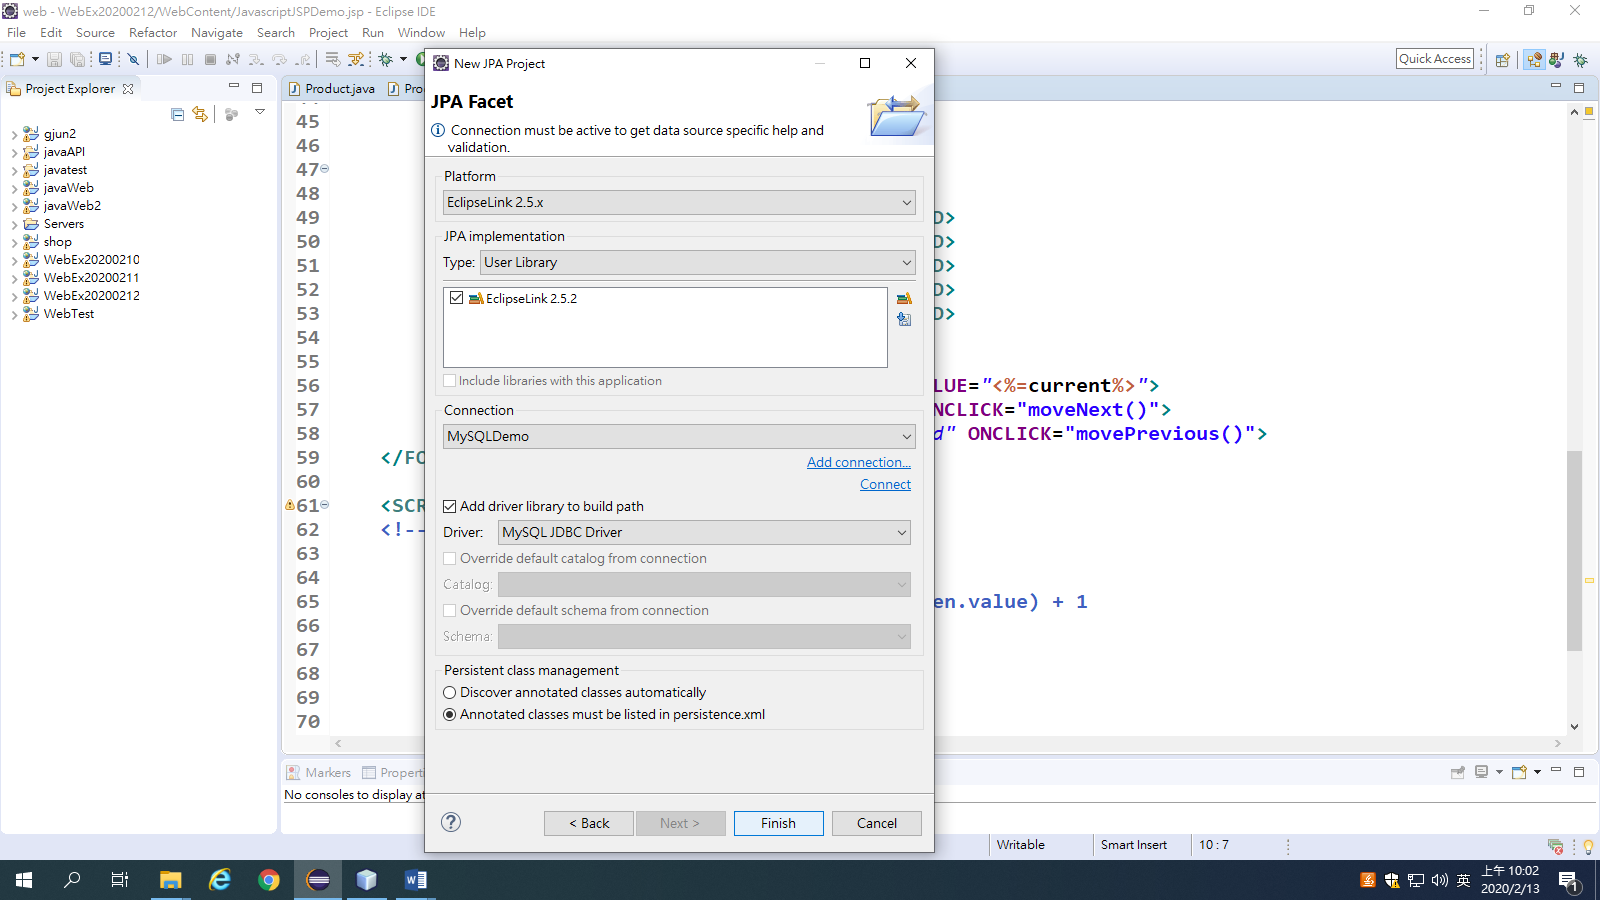 web - WebEx20200212/WebContent/JavascriptJSPDemo.jsp - Eclipse IDE
File Edit Source Refactor Navigate Search Project Run Window Help
Quick Access
Project Explorer
gjun2
javaAPI
javatest
javaWeb
javaWeb2
Servers
shop
WebEx20200210
WebEx20200211
WebEx20200212
WebTest
Product.java
Pro
45
46
47
48
49 D>
50 D>
51 D>
52 D>
53 D>
54
55
56 LUE="<%=current%>">
57 NCLICK="moveNext()">
58 d" ONCLICK="movePrevious()">
59 </FO
60
61 <SCR
62 <!--
63
64
65 en.value) + 1
66
67
68
69
70
New JPA Project
JPA Facet
Connection must be active to get data source specific help and
validation.
Platform
EclipseLink 2.5.x
JPA implementation
Type: User Library
EclipseLink 2.5.2
Include libraries with this application
Connection
MySQLDemo
Add connection...
Connect
Add driver library to build path
Driver: MySQL JDBC Driver
Override default catalog from connection
Catalog:
Override default schema from connection
Schema:
Persistent class management
Discover annotated classes automatically
Annotated classes must be listed in persistence.xml
< Back Next > Finish Cancel
Markers Properti
No consoles to display at
Writable Smart Insert 10 : 7
英
上午 10:02
2020/2/13
1